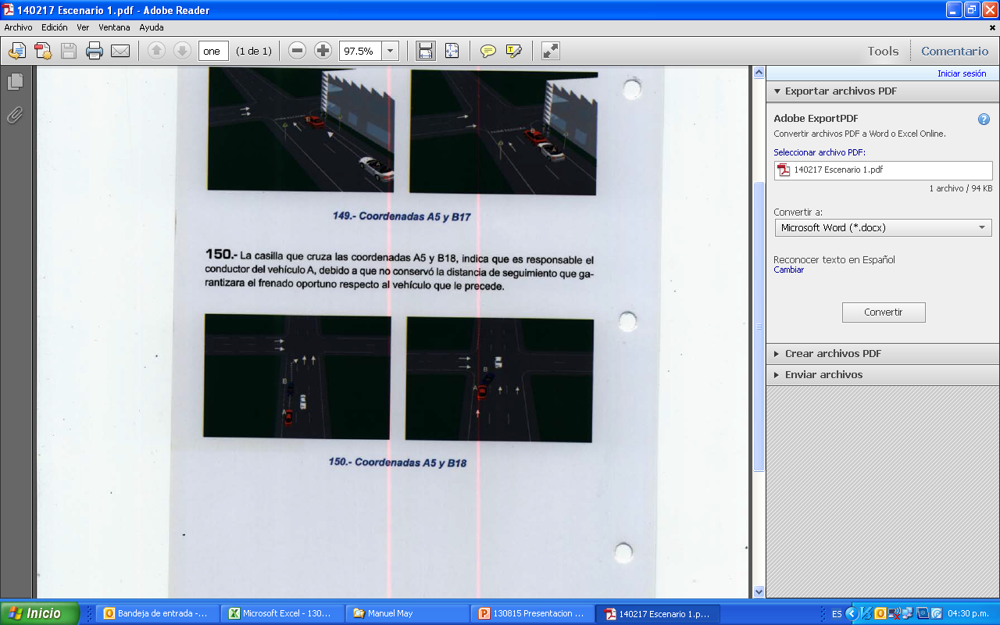 140217 Escenario 1.pdf - Adobe Reader
Archivo Edición Ver Ventana Ayuda
one (1 de 1) 97.5% Tools Comentario
Iniciar sesión
Exportar archivos PDF
Adobe ExportPDF
Convertir archivos PDF a Word o Excel Online.
Seleccionar archivo PDF:
140217 Escenario 1.pdf
1 archivo / 94 KB
Convertir a:
Microsoft Word (*.docx)
Reconocer texto en Español
Cambiar
Convertir
Crear archivos PDF
Enviar archivos
B A
B A
149.- Coordenadas A5 y B17
150.- La casilla que cruza las coordenadas A5 y B18, indica que es responsable el
conductor del vehículo A, debido a que no conservó la distancia de seguimiento que ga-
rantizara el frenado oportuno respecto al vehículo que le precede.
B
A
B
A
150.- Coordenadas A5 y B18
Inicio Bandeja de entrada -... Microsoft Excel - 130... Manuel May 130815 Presentacion ... 140217 Escenario 1.p... ES 04:30 p.m.